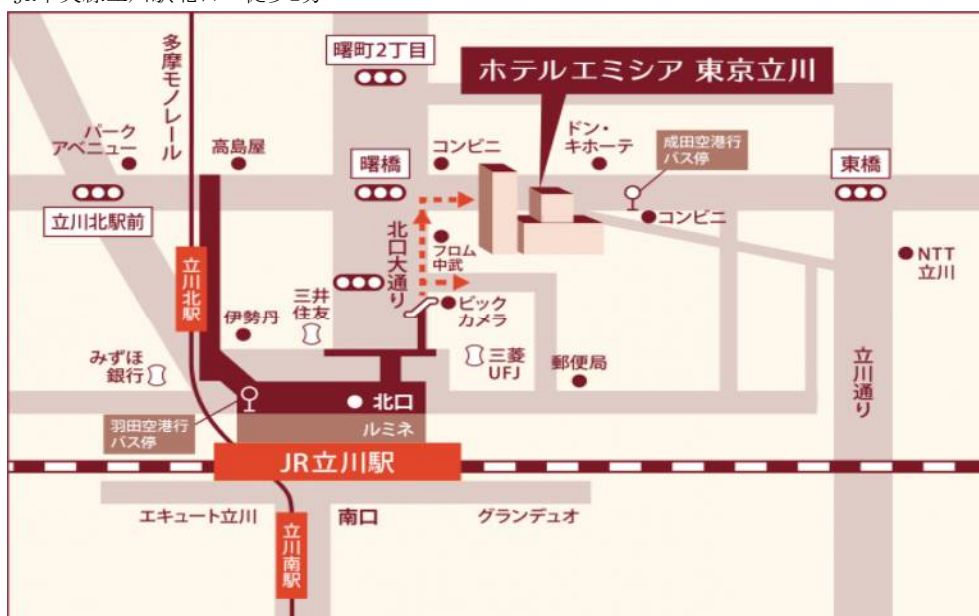 多摩モノレール
曙町2丁目
ホテルエミシア 東京立川
パーク
アベニュー
高島屋
曙橋
コンビニ
ドン・
キホーテ
成田空港行
バス停
東橋
立川北駅前
北口大通り
フロム
中武
コンビニ
NTT
立川
立川北駅
三井
住友
ビック
カメラ
伊勢丹
みずほ
銀行
三菱
UFJ
郵便局
立川通り
北口
羽田空港行
バス停
ルミネ
JR立川駅
エキュート立川
南口
グランデュオ
立川南駅